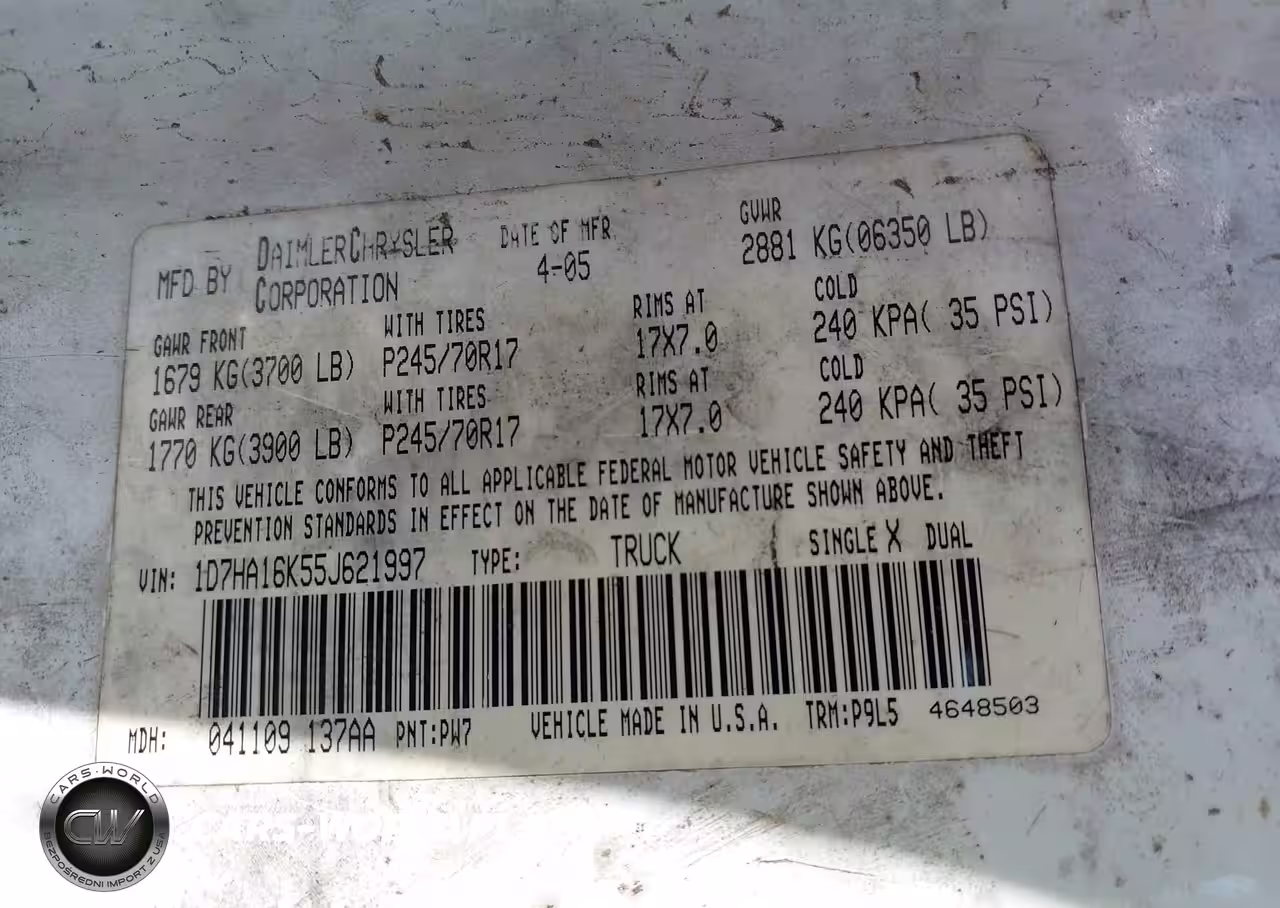 MFD BY DAIMLERCHRYSLER CORPORATION
DATE OF MFR 4-05
GVWR 2881 KG(06350 LB)
GAWR FRONT WITH TIRES RIMS AT COLD
1679 KG(3700 LB) P245/70R17 17X7.0 240 KPA( 35 PSI)
GAWR REAR WITH TIRES RIMS AT COLD
1770 KG(3900 LB) P245/70R17 17X7.0 240 KPA( 35 PSI)
THIS VEHICLE CONFORMS TO ALL APPLICABLE FEDERAL MOTOR VEHICLE SAFETY AND THEFT
PREVENTION STANDARDS IN EFFECT ON THE DATE OF MANUFACTURE SHOWN ABOVE.
VIN: 1D7HA16K55J621997 TYPE: TRUCK SINGLE X DUAL
MDH: 041109 137AA PNT:PW7 VEHICLE MADE IN U.S.A. TRM:P9L5 4648503
CARS-WORLD
CW
BEZPOŚREDNI IMPORT Z USA